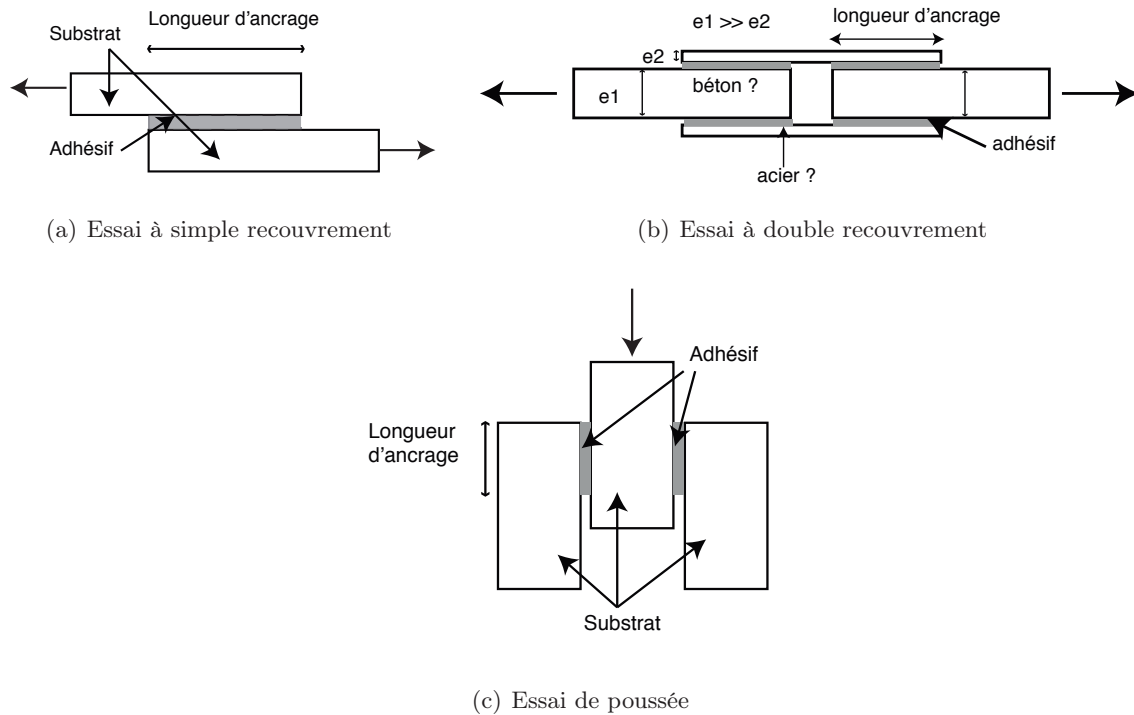 Longueur d'ancrage
Substrat
Adhésif
(a) Essai à simple recouvrement
e1 >> e2
longueur d'ancrage
e2
e1
béton ?
acier ?
adhésif
(b) Essai à double recouvrement
Adhésif
Longueur
d'ancrage
Substrat
(c) Essai de poussée